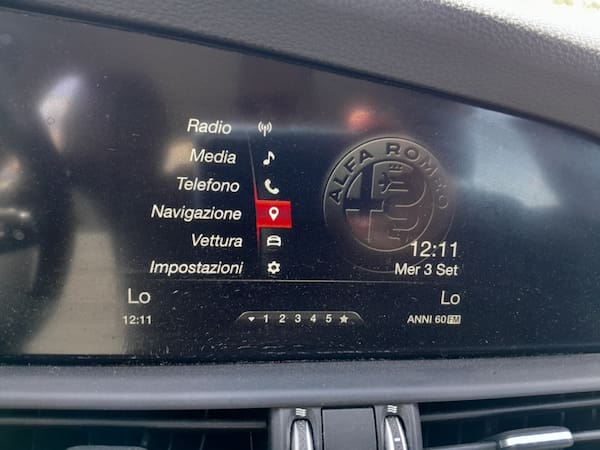 Radio
Media
Telefono
Navigazione
Vettura
Impostazioni
ALFA ROMEO
12:11
Mer 3 Set
Lo
12:11
1 2 3 4 5
Lo
ANNI 60 FM